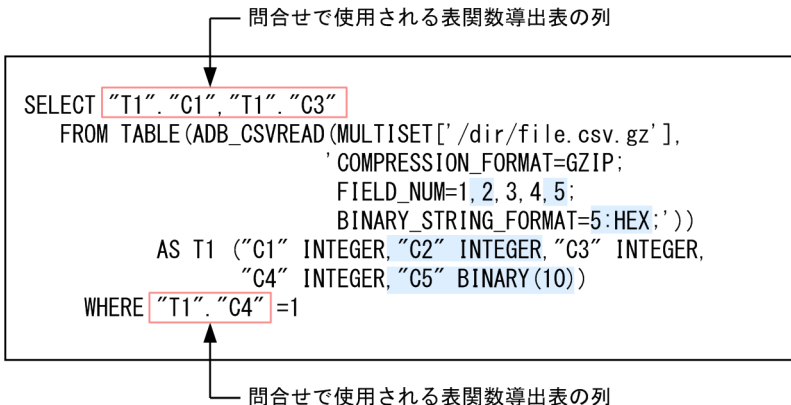 問合せで使用される表関数導出表の列
SELECT "T1"."C1","T1"."C3"
FROM TABLE(ADB_CSVREAD(MULTISET['/dir/file.csv.gz'],
'COMPRESSION_FORMAT=GZIP;
FIELD_NUM=1,2,3,4,5;
BINARY_STRING_FORMAT=5:HEX;'))
AS T1 ("C1" INTEGER,"C2" INTEGER,"C3" INTEGER,
"C4" INTEGER,"C5" BINARY(10))
WHERE "T1"."C4" =1
問合せで使用される表関数導出表の列